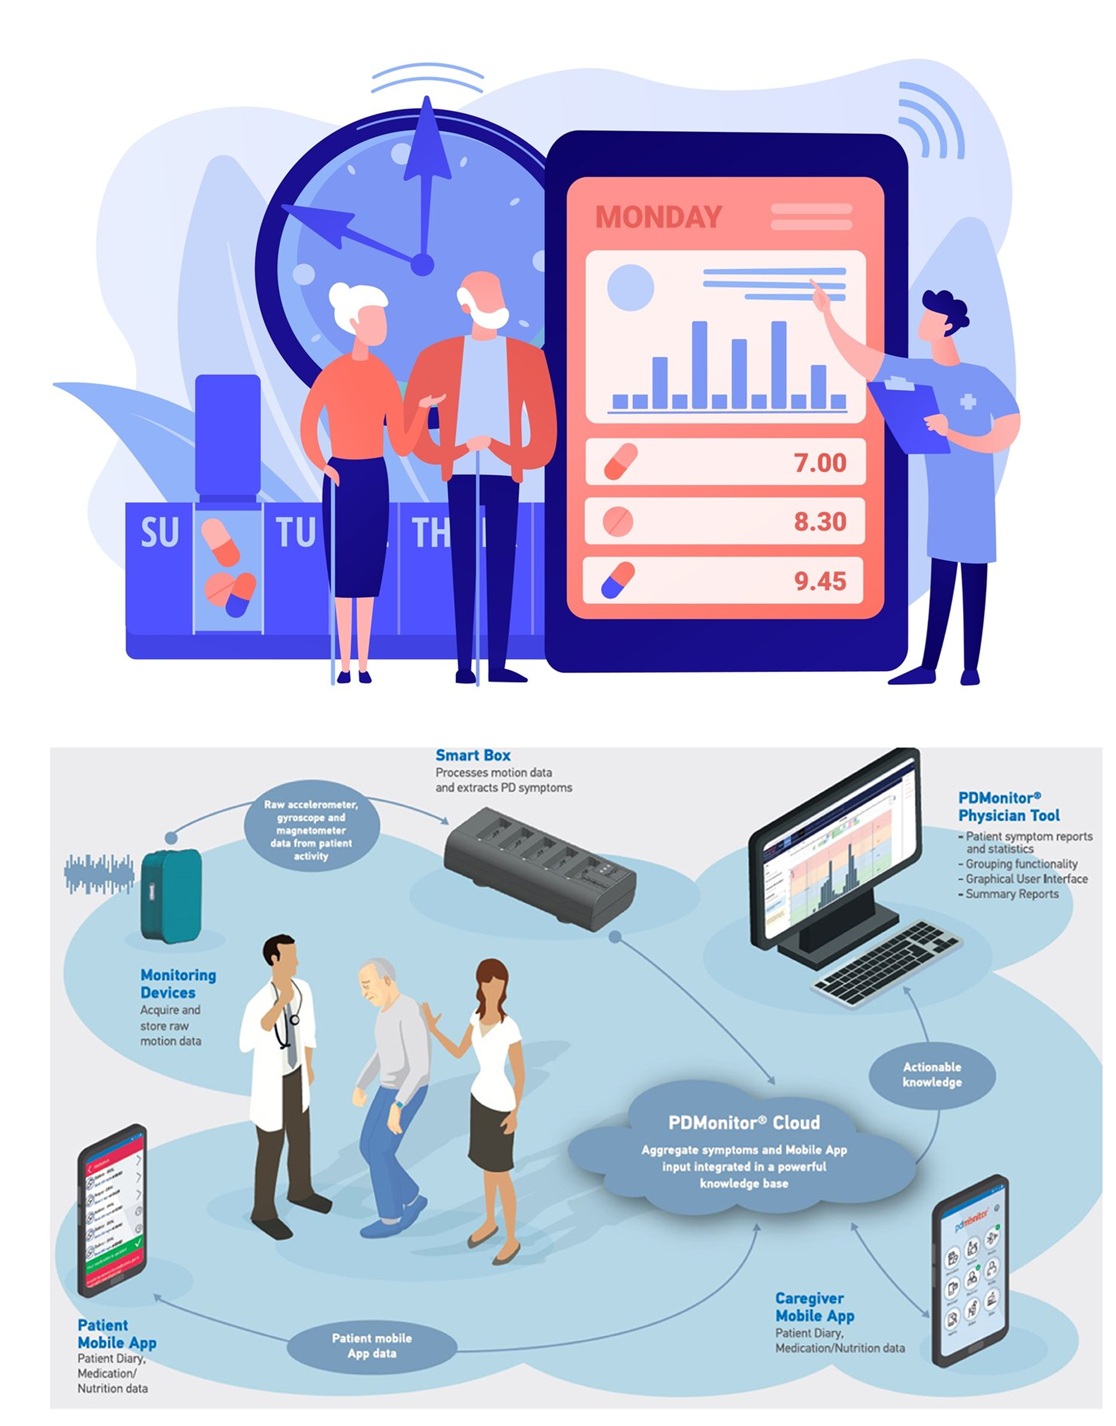 MONDAY
7.00
8.30
9.45
SU
TU
TH
Smart Box
Processes motion data
and extracts PD symptoms
Raw accelerometer,
gyroscope and
magnetometer
data from patient
activity
PDMonitor®
Physician Tool
- Patient symptom reports
and statistics
- Grouping functionality
- Graphical User Interface
- Summary Reports
Monitoring
Devices
Acquire and
store raw
motion data
Actionable
knowledge
PDMonitor® Cloud
Aggregate symptoms and Mobile App
input integrated in a powerful
knowledge base
pdmonitor
Caregiver
Mobile App
Patient Diary,
Medication/Nutrition data
Patient mobile
App data
Patient
Mobile App
Patient Diary,
Medication/
Nutrition data